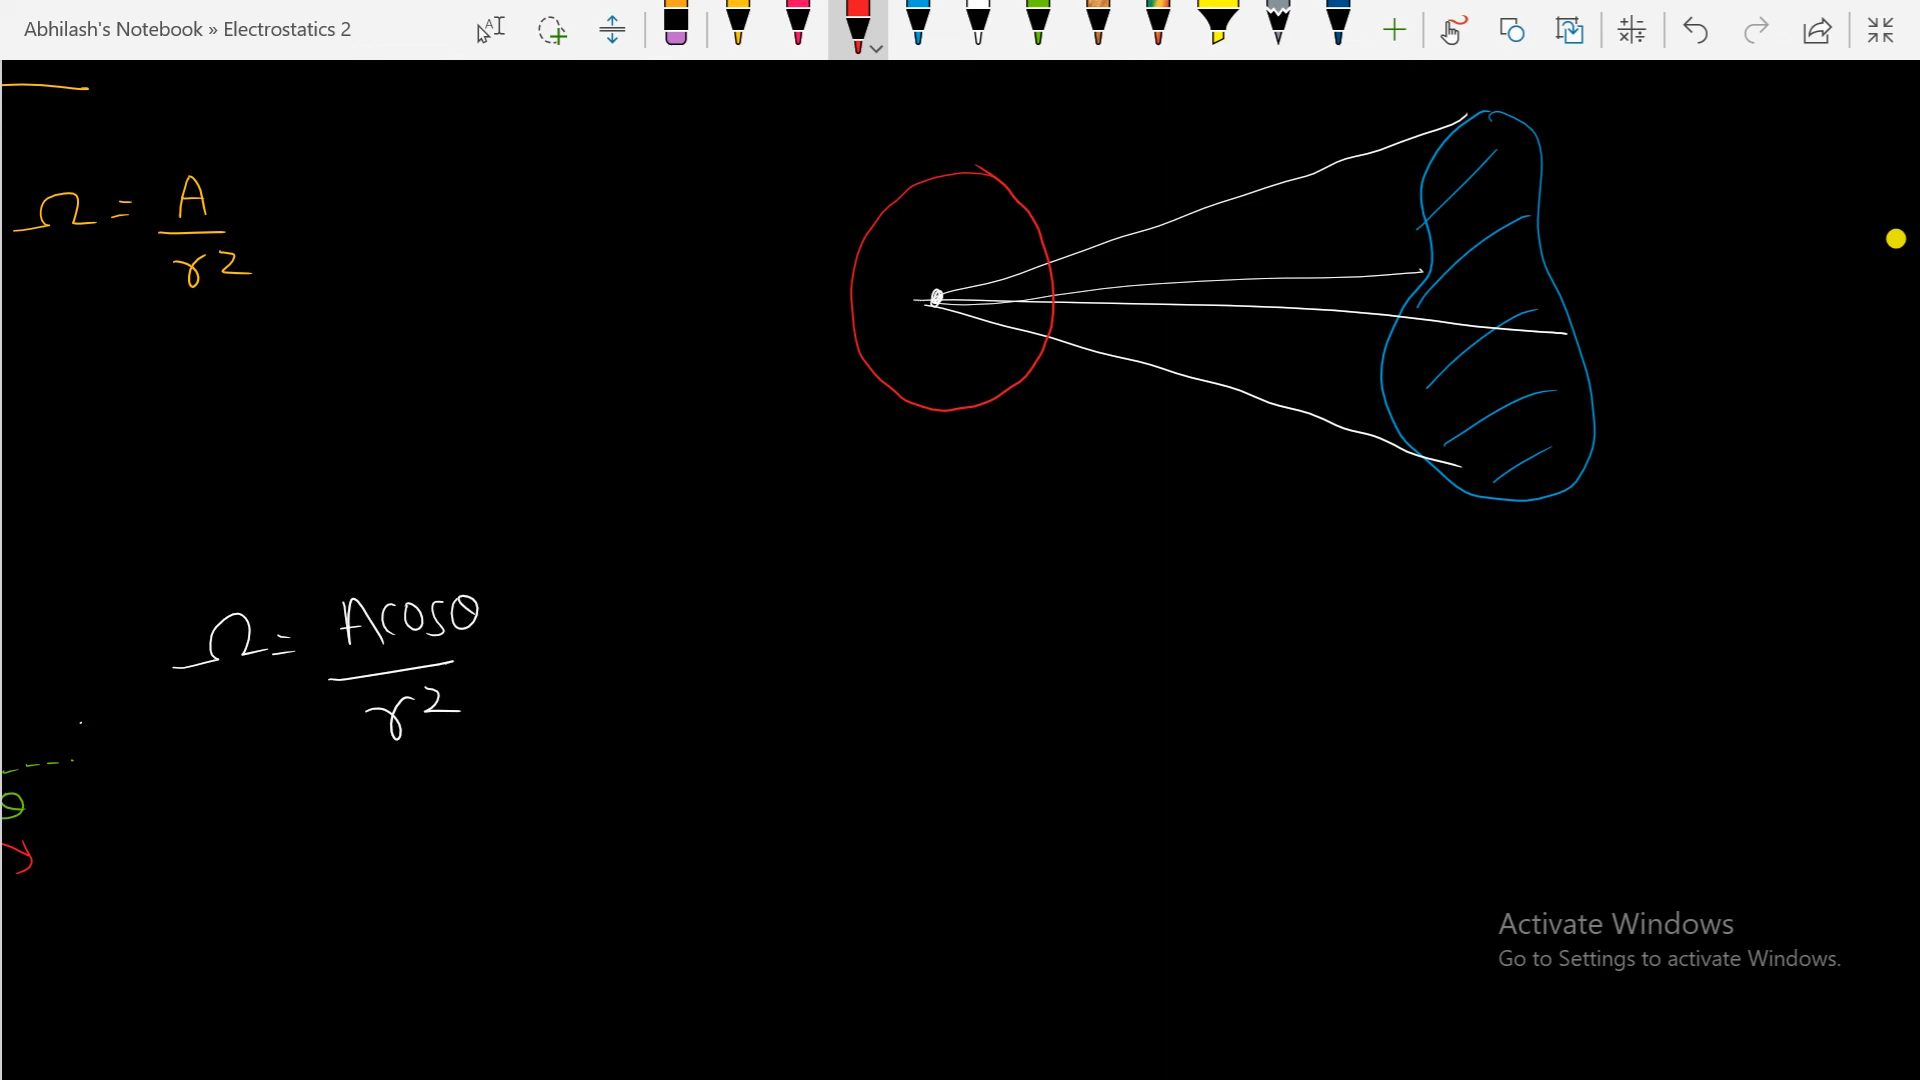 Abhilash's Notebook » Electrostatics 2
Ω = A
r2
Ω = Acosθ
r2
θ
Activate Windows
Go to Settings to activate Windows.